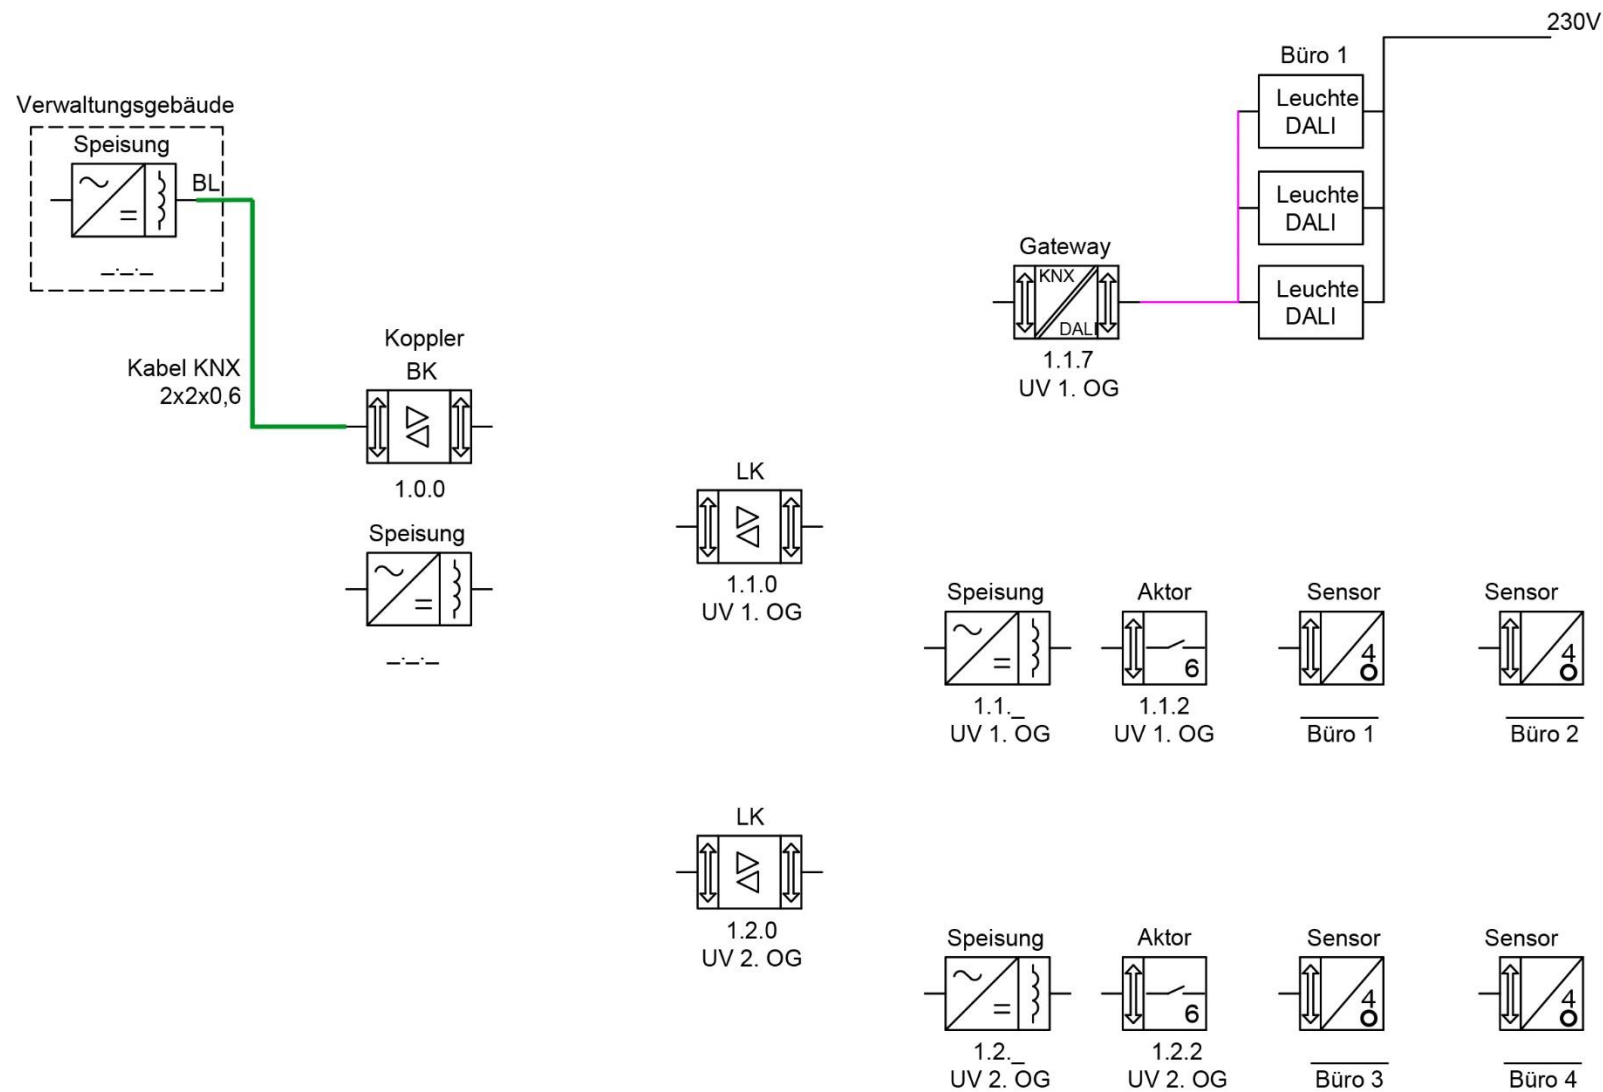 230V
Büro 1
Leuchte
DALI
Verwaltungsgebäude
Speisung
BL
_._._
Leuchte
DALI
Gateway
KNX
DALI
1.1.7
UV 1. OG
Leuchte
DALI
Kabel KNX
2x2x0,6
Koppler
BK
1.0.0
Speisung
_._._
LK
1.1.0
UV 1. OG
Speisung
1.1._
UV 1. OG
Aktor
6
1.1.2
UV 1. OG
Sensor
4
Büro 1
Sensor
4
Büro 2
LK
1.2.0
UV 2. OG
Speisung
1.2._
UV 2. OG
Aktor
6
1.2.2
UV 2. OG
Sensor
4
Büro 3
Sensor
4
Büro 4